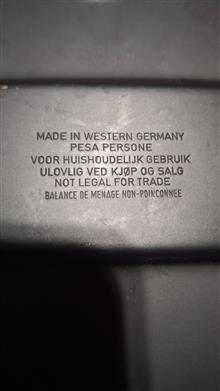 MADE IN WESTERN GERMANY
PESA PERSONE
VOOR HUISHOUDELIJK GEBRUIK
ULOVLIG VED KJØP OG SALG
NOT LEGAL FOR TRADE
BALANCE DE MENAGE NON-POINCONNEE